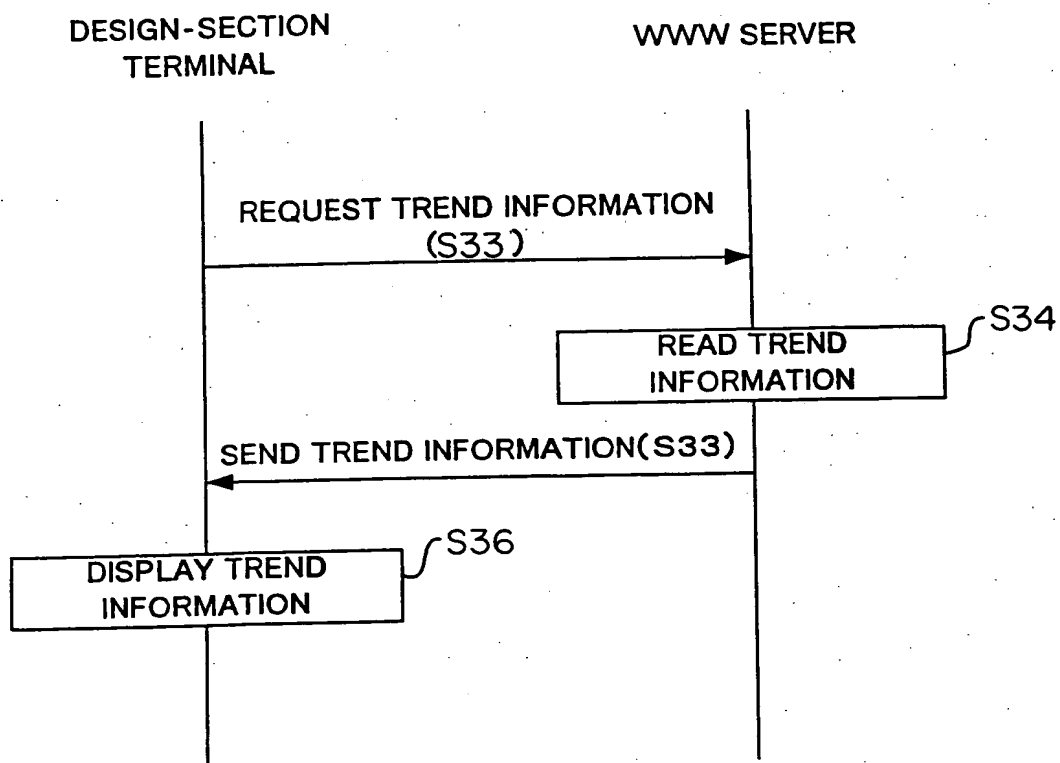 DESIGN-SECTION
TERMINAL
WWW SERVER
REQUEST TREND INFORMATION
(S33)
S34
READ TREND
INFORMATION
SEND TREND INFORMATION(S33)
S36
DISPLAY TREND
INFORMATION